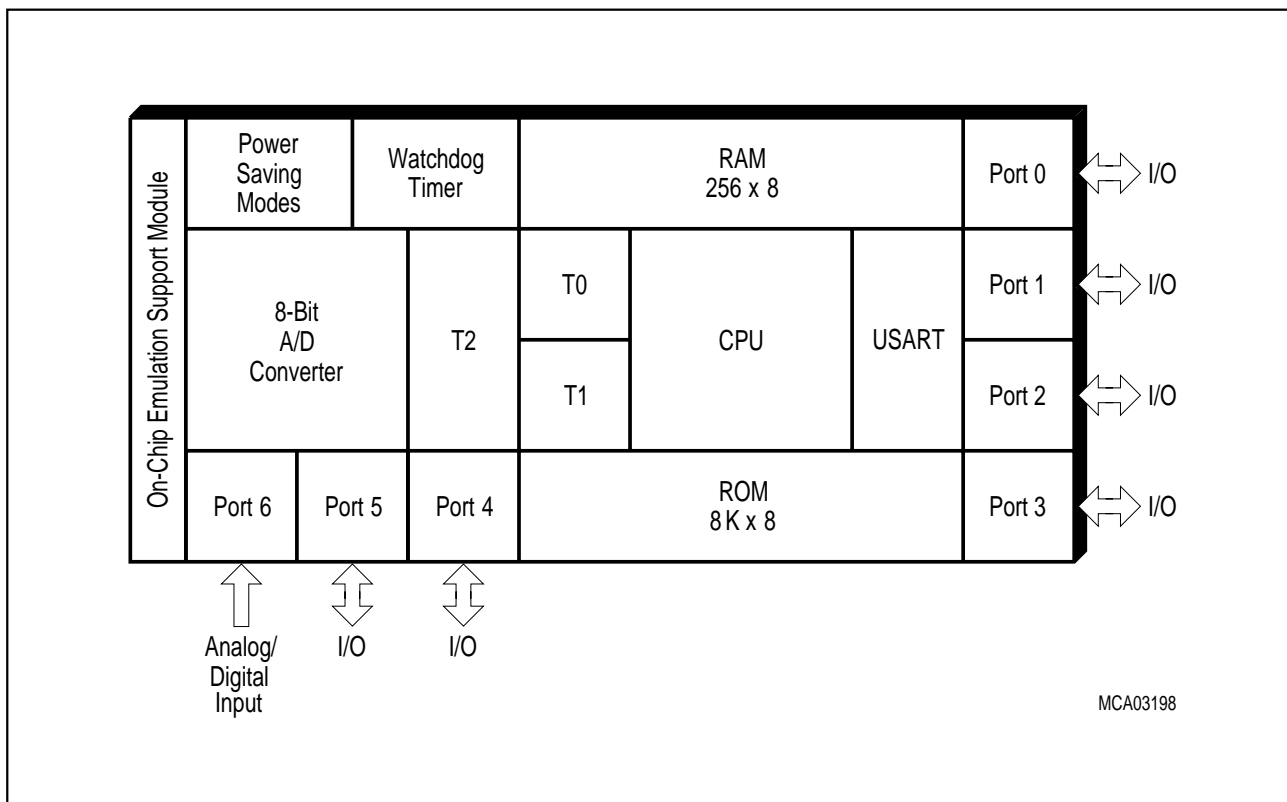 On-Chip Emulation Support Module
Power
Saving
Modes
Watchdog
Timer
RAM
256 x 8
Port 0
I/O
8-Bit
A/D
Converter
T2
T0
T1
CPU
USART
Port 1
I/O
Port 2
I/O
Port 6
Port 5
Port 4
ROM
8K x 8
Port 3
I/O
Analog/
Digital
Input
I/O
I/O
MCA03198